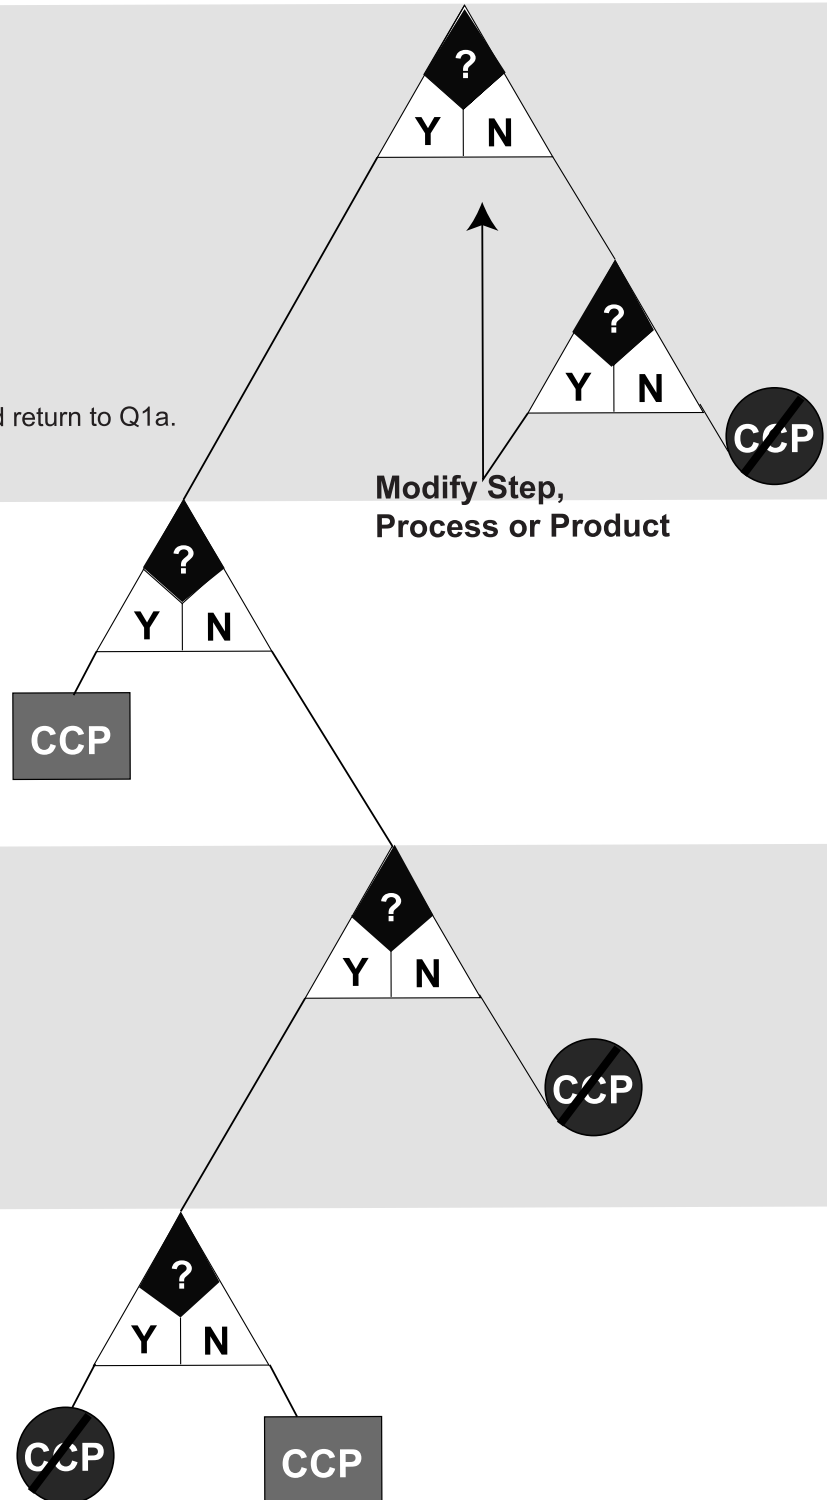 ?
Y N
?
Y N
return to Q1a.
CCP
Modify Step,
Process or Product
?
Y N
CCP
?
Y N
CCP
?
Y N
CCP
CCP